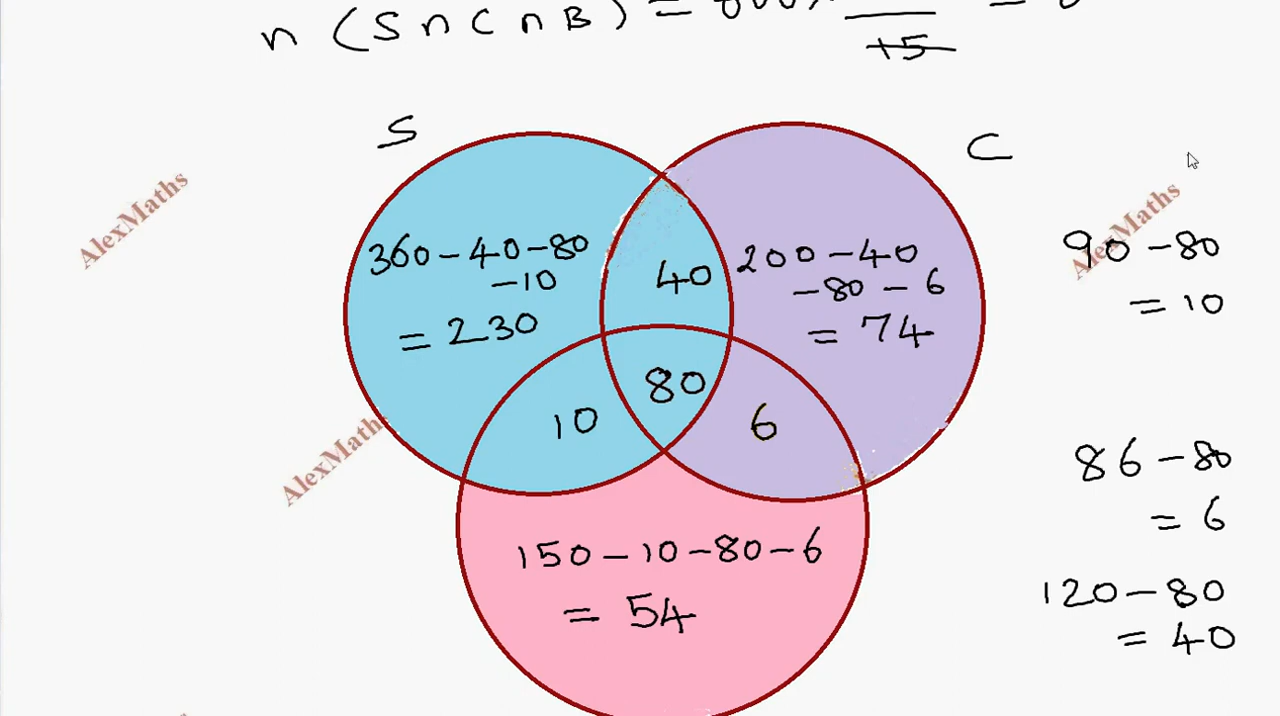 n (S ∩ C ∩ B) =
+5
S
C
360 - 40 - 80
- 10
= 230
40
200 - 40
- 80 - 6
= 74
90 - 80
= 10
10
80
6
86 - 80
= 6
150 - 10 - 80 - 6
= 54
120 - 80
= 40
AlexMaths
AlexMaths
AlexMaths